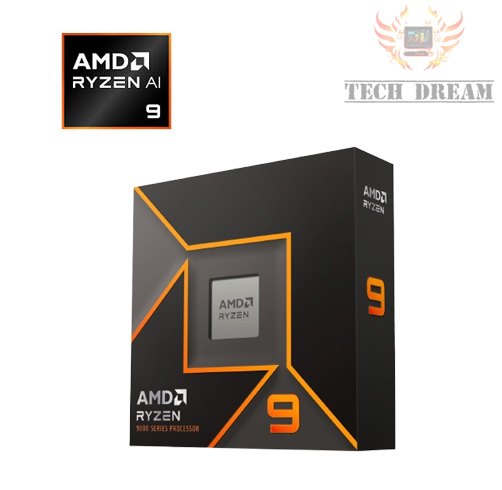 AMD
RYZEN AI
9
TECH DREAM
AMD
RYZEN
9
AMD
RYZEN
AMD
RYZEN
9000 SERIES PROCESSOR
9